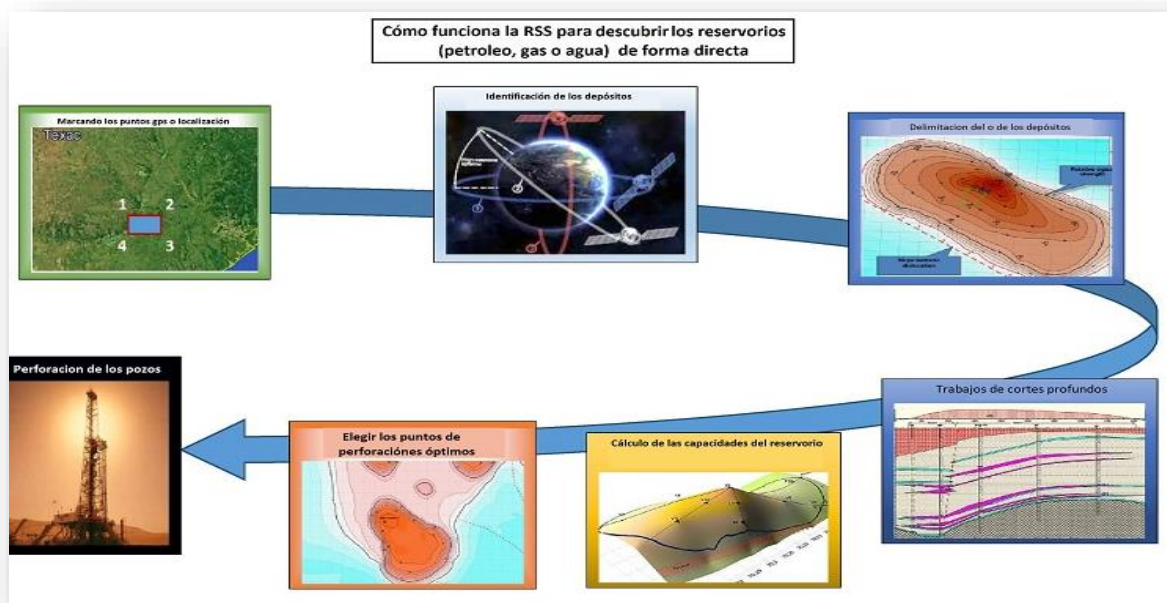 Cómo funciona la RSS para descubrir los reservorios
(petroleo, gas o agua) de forma directa
Marcando los puntos gps o localización
Texac
1 2
4 3
Identificación de los depósitos
Delimitacion del o de los depósitos
Trabajos de cortes profundos
Cálculo de las capacidades del reservorio
Elegir los puntos de
perforaciónes óptimos
Perforacion de los pozos